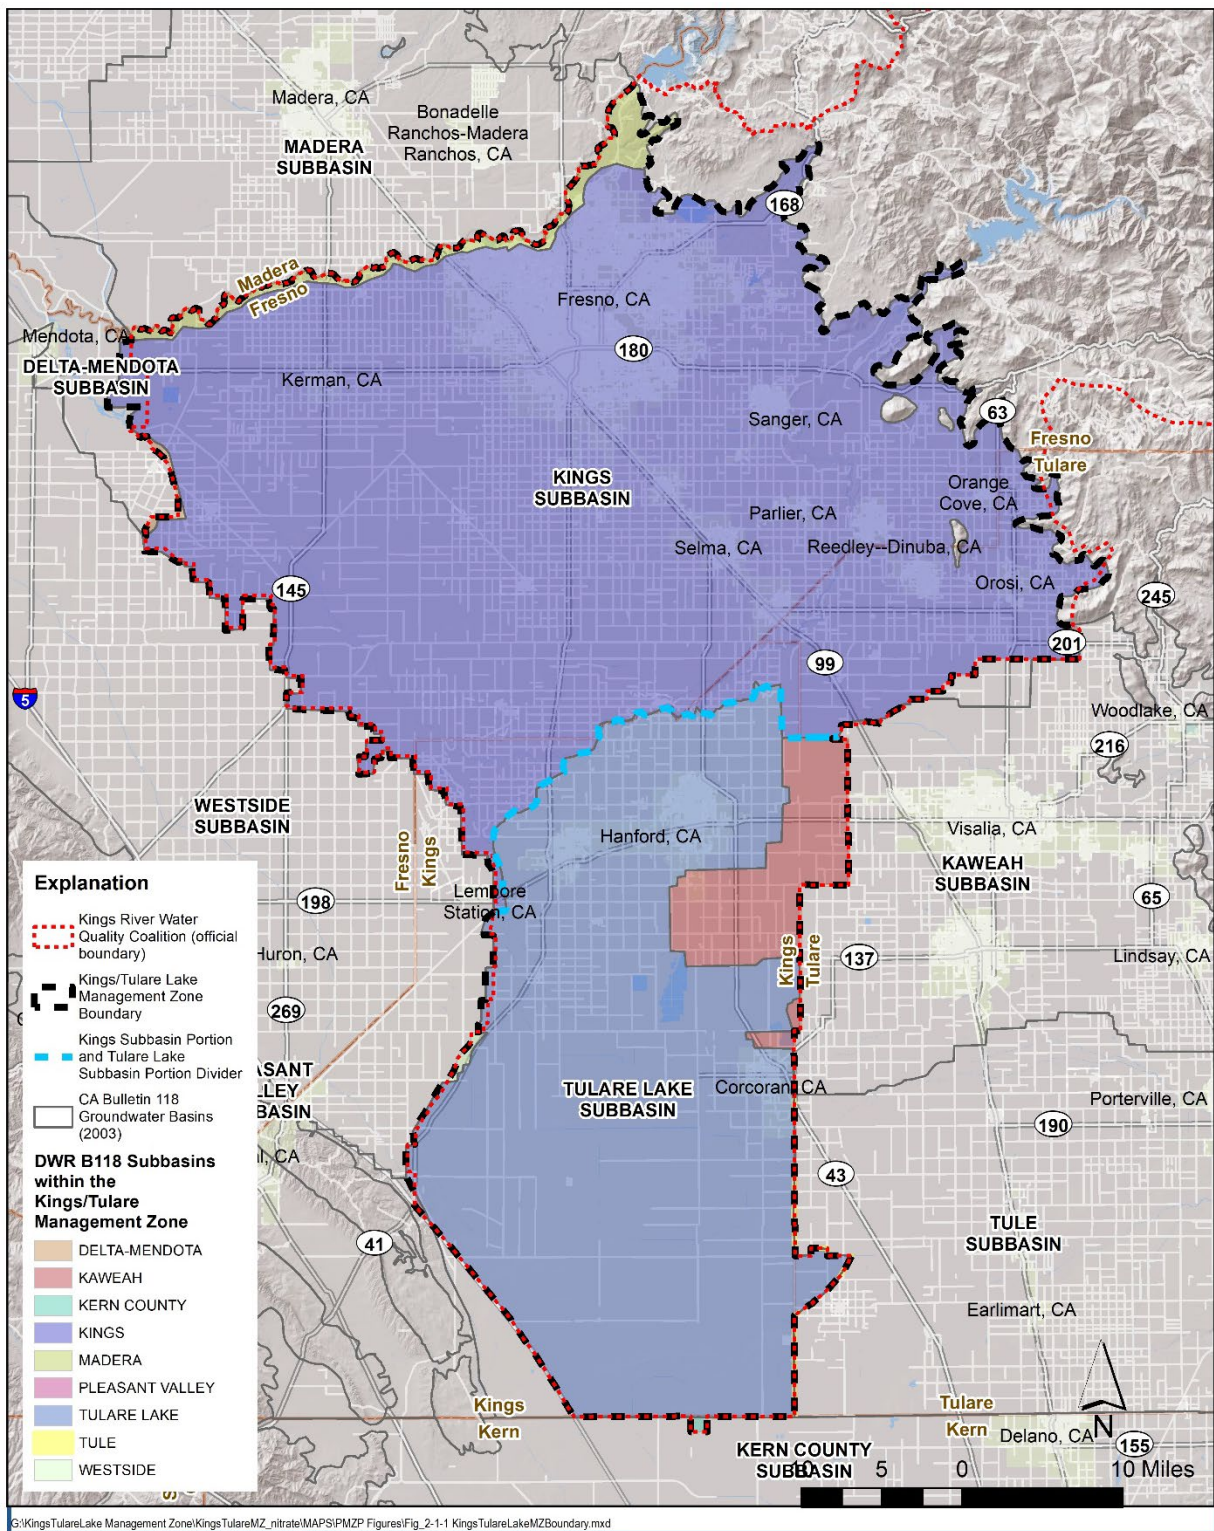 Madera, CA
Bonadelle
Ranchos-Madera
Ranchos, CA
MADERA
SUBBASIN
168
Madera
Fresno
Fresno, CA
Mendota, CA
DELTA-MENDOTA
SUBBASIN
180
Kerman, CA
Sanger, CA
63
Fresno
Tulare
KINGS
SUBBASIN
Orange
Cove, CA
Parlier, CA
Selma, CA
Reedley--Dinuba, CA
Orosi, CA
145
245
201
99
5
Woodlake, CA
216
WESTSIDE
SUBBASIN
Fresno
Kings
Hanford, CA
Visalia, CA
KAWEAH
SUBBASIN
Lemoore
Station, CA
198
65
Huron, CA
Kings
Tulare
137
Lindsay, CA
269
ASANT
LLEY
BASIN
TULARE LAKE
SUBBASIN
Corcoran, CA
Porterville, CA
190
l, CA
43
41
TULE
SUBBASIN
Earlimart, CA
Kings
Kern
Tulare
Kern
Delano, CA
155
KERN COUNTY
SUBBASIN
N
10 5 0 10 Miles
Explanation
Kings River Water
Quality Coalition (official
boundary)
Kings/Tulare Lake
Management Zone
Boundary
Kings Subbasin Portion
and Tulare Lake
Subbasin Portion Divider
CA Bulletin 118
Groundwater Basins
(2003)
DWR B118 Subbasins
within the
Kings/Tulare
Management Zone
DELTA-MENDOTA
KAWEAH
KERN COUNTY
KINGS
MADERA
PLEASANT VALLEY
TULARE LAKE
TULE
WESTSIDE
G:\KingsTulareLake Management Zone\KingsTulareMZ_nitrate\MAPS\PMZP Figures\Fig_2-1-1 KingsTulareLakeMZBoundary.mxd